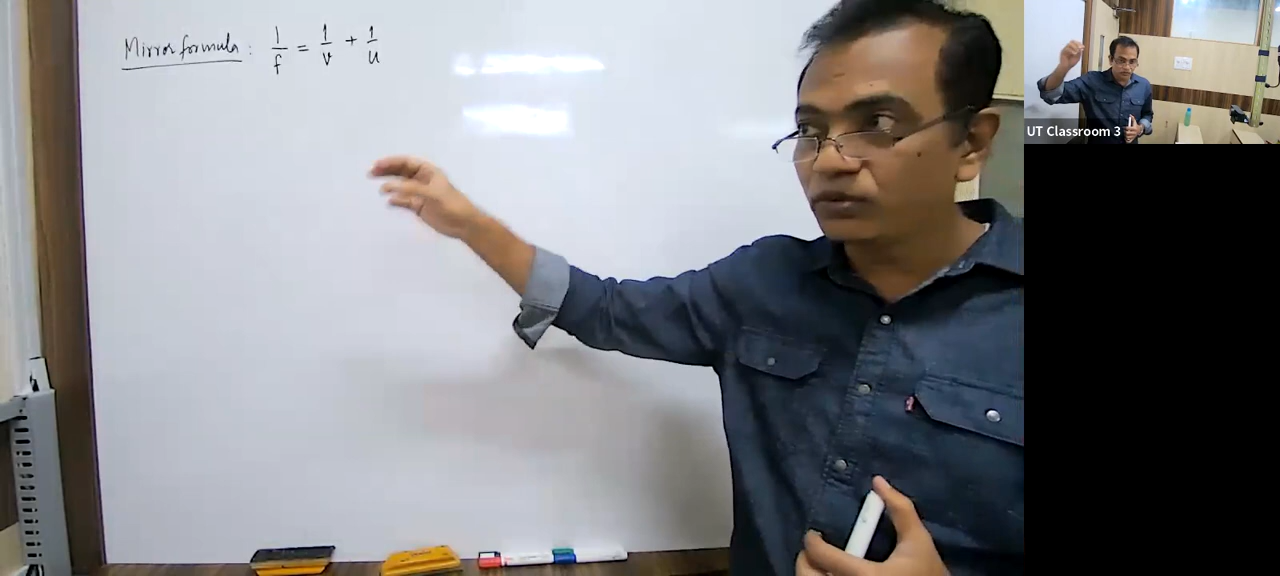 Mirror formula : 1/f = 1/v + 1/u
UT Classroom 3